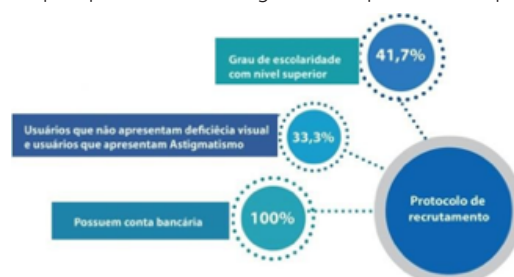 Grau de escolaridade
com nível superior
41,7%
Usuários que não apresentam deficiêcia visual
e usuários que apresentam Astigmatismo
33,3%
Possuem conta bancária
100%
Protocolo de
recrutamento